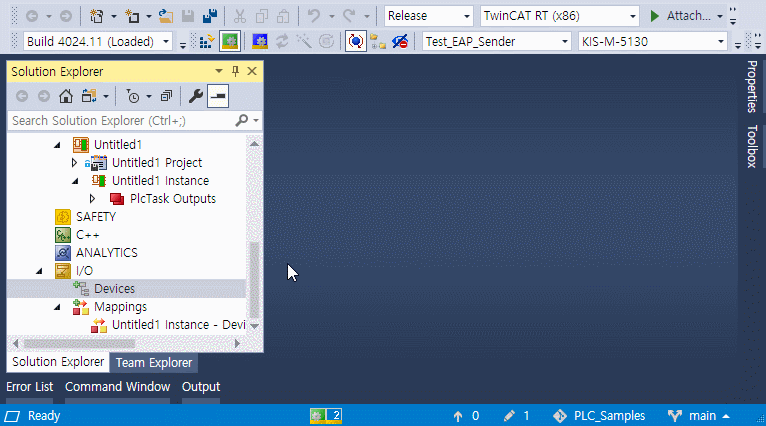 Release TwinCAT RT (x86) Attach...
Build 4024.11 (Loaded) Test_EAP_Sender KIS-M-5130
Solution Explorer
Search Solution Explorer (Ctrl+;)
Untitled1
Untitled1 Project
Untitled1 Instance
PlcTask Outputs
SAFETY
C++
ANALYTICS
I/O
Devices
Mappings
Untitled1 Instance - Devi
Solution Explorer Team Explorer
Properties
Toolbox
Error List Command Window Output
Ready 2 0 1 PLC_Samples main